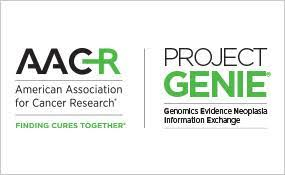 AACR
American Association
for Cancer Research®
FINDING CURES TOGETHER®
PROJECT
GENIE®
Genomics Evidence Neoplasia
Information Exchange